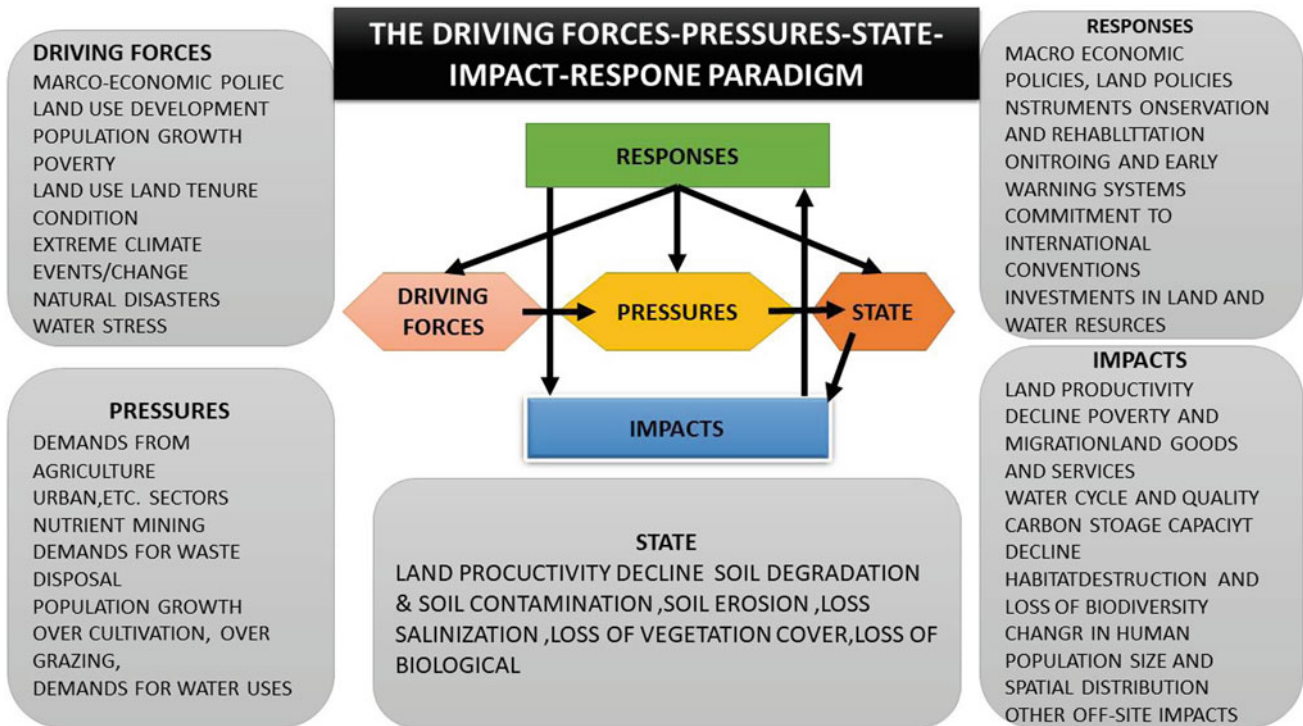 THE DRIVING FORCES-PRESSURES-STATE-
IMPACT-RESPONE PARADIGM
DRIVING FORCES
MARCO-ECONOMIC POLIEC
LAND USE DEVELOPMENT
POPULATION GROWTH
POVERTY
LAND USE LAND TENURE
CONDITION
EXTREME CLIMATE
EVENTS/CHANGE
NATURAL DISASTERS
WATER STRESS
PRESSURES
DEMANDS FROM
AGRICULTURE
URBAN,ETC. SECTORS
NUTRIENT MINING
DEMANDS FOR WASTE
DISPOSAL
POPULATION GROWTH
OVER CULTIVATION, OVER
GRAZING,
DEMANDS FOR WATER USES
RESPONSES
DRIVING
FORCES
PRESSURES
STATE
IMPACTS
STATE
LAND PROCUCTIVITY DECLINE SOIL DEGRADATION
& SOIL CONTAMINATION ,SOIL EROSION ,LOSS
SALINIZATION ,LOSS OF VEGETATION COVER,LOSS OF
BIOLOGICAL
RESPONSES
MACRO ECONOMIC
POLICIES, LAND POLICIES
NSTRUMENTS ONSERVATION
AND REHABLLTTATION
ONITROING AND EARLY
WARNING SYSTEMS
COMMITMENT TO
INTERNATIONAL
CONVENTIONS
INVESTMENTS IN LAND AND
WATER RESURCES
IMPACTS
LAND PRODUCTIVITY
DECLINE POVERTY AND
MIGRATIONLAND GOODS
AND SERVICES
WATER CYCLE AND QUALITY
CARBON STOAGE CAPACIYT
DECLINE
HABITATDESTRUCTION AND
LOSS OF BIODIVERSITY
CHANGR IN HUMAN
POPULATION SIZE AND
SPATIAL DISTRIBUTION
OTHER OFF-SITE IMPACTS